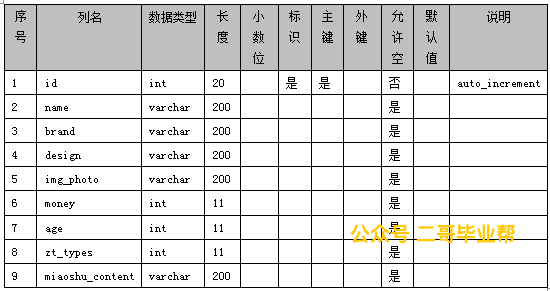 序号 列名 数据类型 长度 小数位 标识 主键 外键 允许空 默认值 说明
1 id int 20 是 是 否 auto_increment
2 name varchar 200 是
3 brand varchar 200 是
4 design varchar 200 是
5 img_photo varchar 200 是
6 money int 11 是
7 age int 11 是
8 zt_types int 11 是
9 miaoshu_content varchar 200 是
公众号 二哥毕业帮